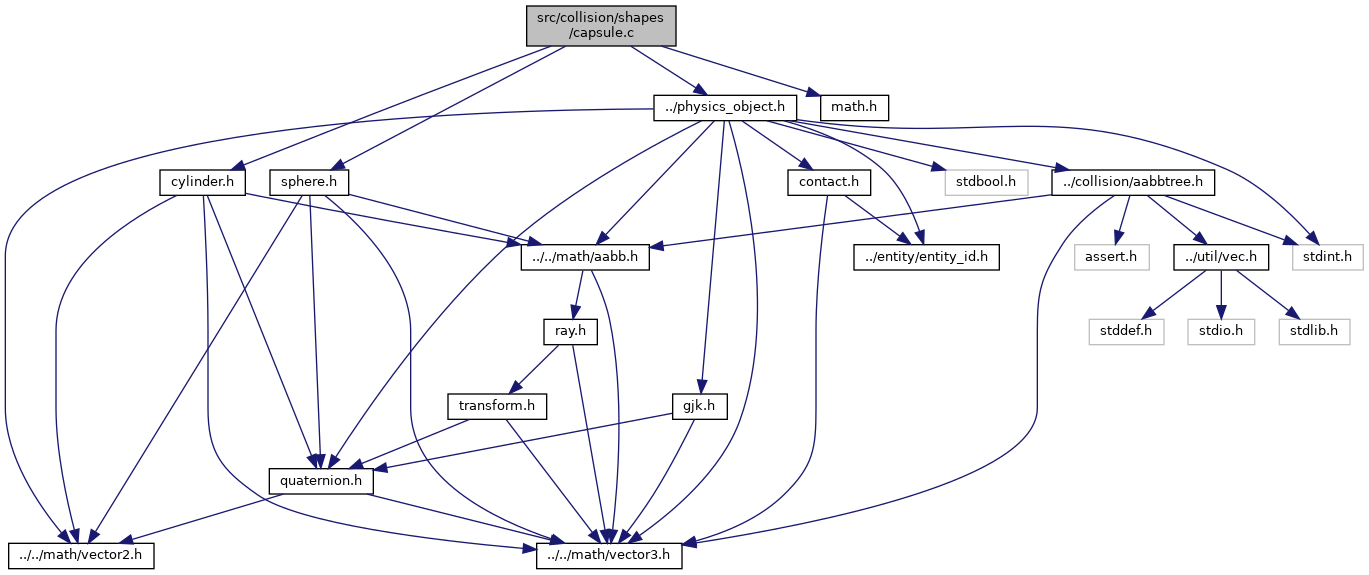 src/collision/shapes
/capsule.c
../physics_object.h
math.h
cylinder.h
sphere.h
contact.h
stdbool.h
../collision/aabbtree.h
../../math/aabb.h
../entity/entity_id.h
assert.h
../util/vec.h
stdint.h
ray.h
stddef.h
stdio.h
stdlib.h
transform.h
gjk.h
quaternion.h
../../math/vector2.h
../../math/vector3.h